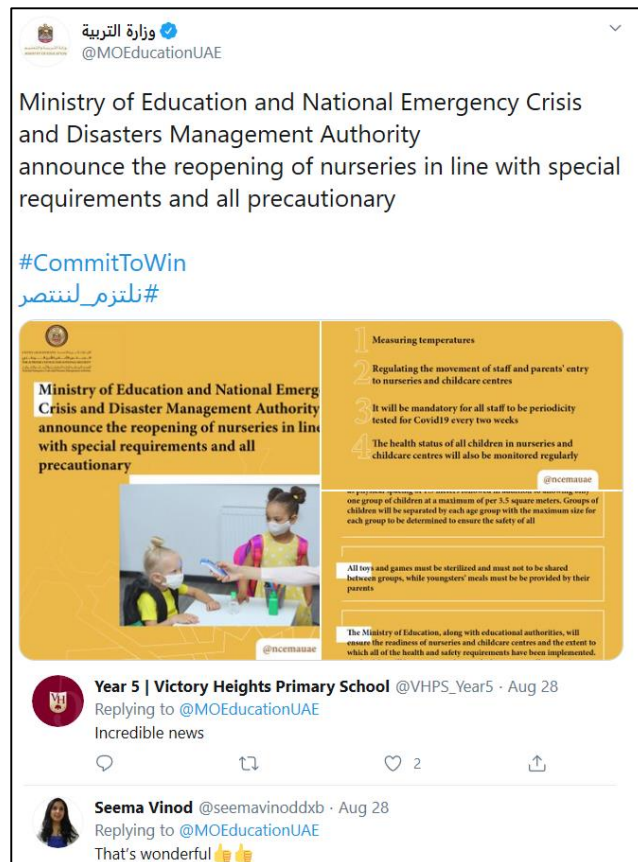 وزارة التربية
@MOEducationUAE
Ministry of Education and National Emergency Crisis
and Disasters Management Authority
announce the reopening of nurseries in line with special
requirements and all precautionary
#CommitToWin
#نلتزم_لننتصر
Ministry of Education and National Emerg
Crisis and Disaster Management Authority
announce the reopening of nurseries in line
with special requirements and all
precautionary
@ncemauae
1 Measuring temperatures
2 Regulating the movement of staff and parents' entry
to nurseries and childcare centres
3 It will be mandatory for all staff to be periodicity
tested for Covid19 every two weeks
4 The health status of all children in nurseries and
childcare centres will also be monitored regularly
@ncemauae
one group of children at a maximum of per 3.5 square meters. Groups of
children will be separated by each age group with the maximum size for
each group to be determined to ensure the safety of all
All toys and games must be sterilized and must not to be shared
between groups, while youngsters' meals must be be provided by their
parents
The Ministry of Education, along with educational authorities, will
ensure the readiness of nurseries and childcare centres and the extent to
which all of the health and safety requirements have been implemented.
Year 5 | Victory Heights Primary School @VHPS_Year5 · Aug 28
Replying to @MOEducationUAE
Incredible news
2
Seema Vinod @seemavinoddxb · Aug 28
Replying to @MOEducationUAE
That's wonderful👍👍